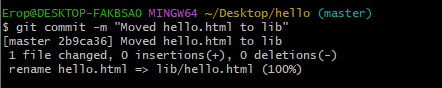 Егор@DESKTOP-FAKBSAO MINGW64 ~/Desktop/hello (master)
$ git commit -m "Moved hello.html to lib"
[master 2b9ca36] Moved hello.html to lib
 1 file changed, 0 insertions(+), 0 deletions(-)
 rename hello.html => lib/hello.html (100%)